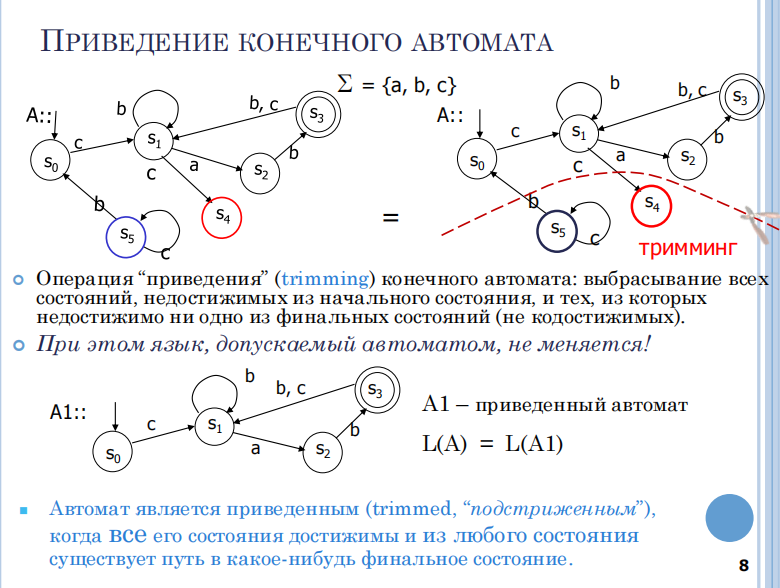 ПРИВЕДЕНИЕ КОНЕЧНОГО АВТОМАТА
Σ = {a, b, c}
A::
b
b, c
s3
c
s1
s0
a
s2
b
c
s4
b
s5
c
=
A::
b
b, c
s3
c
s1
s0
a
s2
b
c
s4
b
s5
c
тримминг
Операция “приведения” (trimming) конечного автомата: выбрасывание всех
состояний, недостижимых из начального состояния, и тех, из которых
недостижимо ни одно из финальных состояний (не кодостижимых).
При этом язык, допускаемый автоматом, не меняется!
A1::
b
b, c
s3
c
s1
s0
a
s2
b
A1 – приведенный автомат
L(A) = L(A1)
Автомат является приведенным (trimmed, “подстриженным”),
когда все его состояния достижимы и из любого состояния
существует путь в какое-нибудь финальное состояние.
8